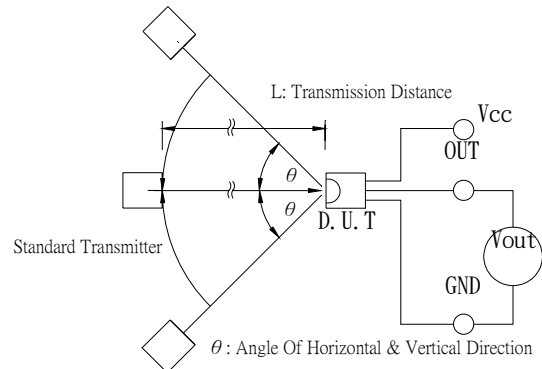 L: Transmission Distance
Vcc
OUT
θ
θ
D.U.T
Standard Transmitter
Vout
GND
θ : Angle Of Horizontal & Vertical Direction